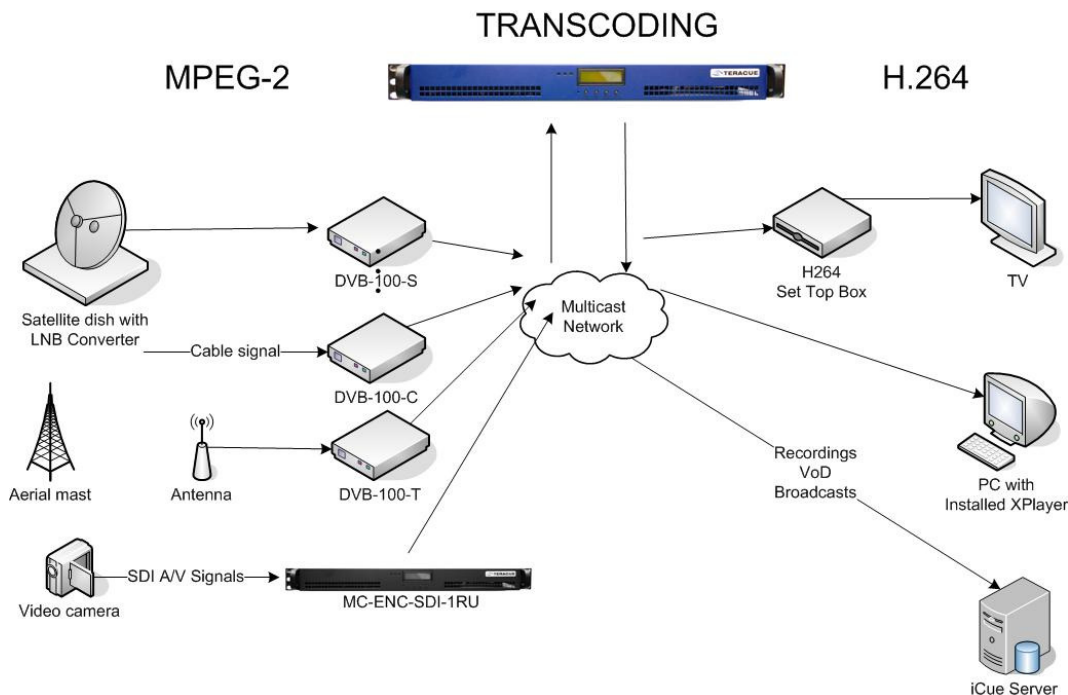 TRANSCODING
MPEG-2
TERACUE
H.264
DVB-100-S
H264
Set Top Box
TV
Satellite dish with
LNB Converter
Multicast
Network
Cable signal
DVB-100-C
Aerial mast
Antenna
DVB-100-T
Recordings
VoD
Broadcasts
PC with
Installed XPlayer
SDI A/V Signals
TERACUE
Video camera
MC-ENC-SDI-1RU
iCue Server